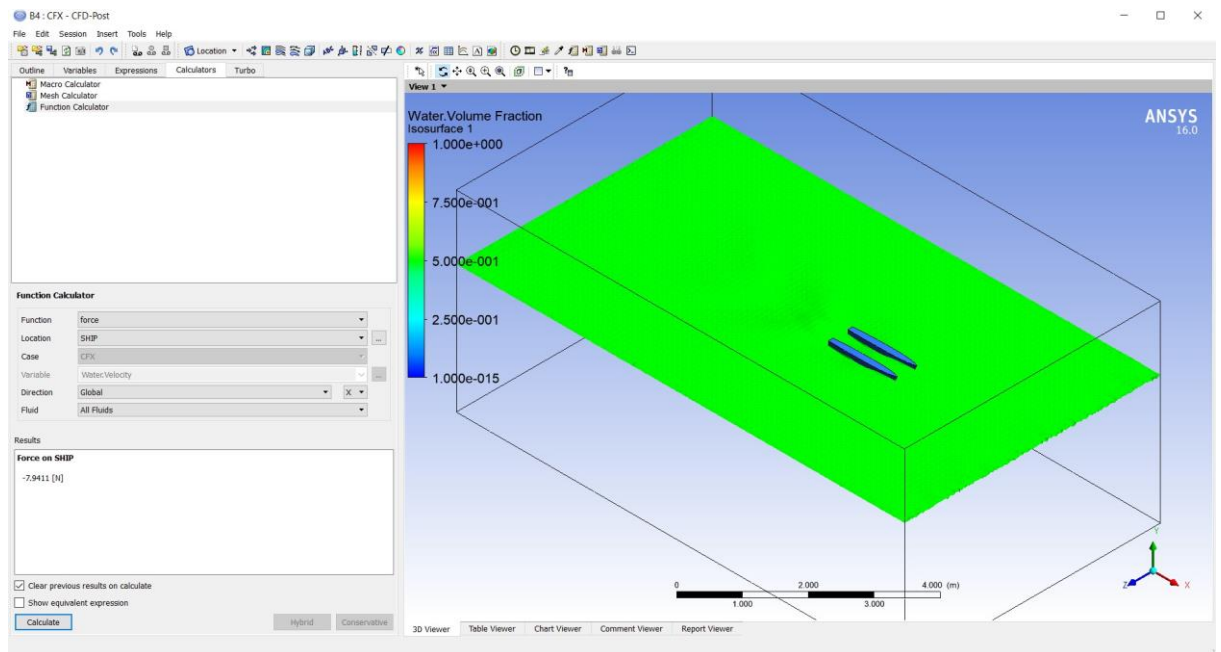 B4 : CFX - CFD-Post
File Edit Session Insert Tools Help
Location
Outline Variables Expressions Calculators Turbo
Macro Calculator
Mesh Calculator
Function Calculator
Function Calculator
Function force
Location SHIP
Case CFX
Variable Water.Velocity
Direction Global X
Fluid All Fluids
Results
Force on SHIP
-7.9411 [N]
Clear previous results on calculate
Show equivalent expression
Calculate Hybrid Conservative
View 1
Water.Volume Fraction
Isosurface 1
1.000e+000
7.500e-001
5.000e-001
2.500e-001
1.000e-015
ANSYS
16.0
0 2.000 4.000 (m)
1.000 3.000
Y
Z X
3D Viewer Table Viewer Chart Viewer Comment Viewer Report Viewer